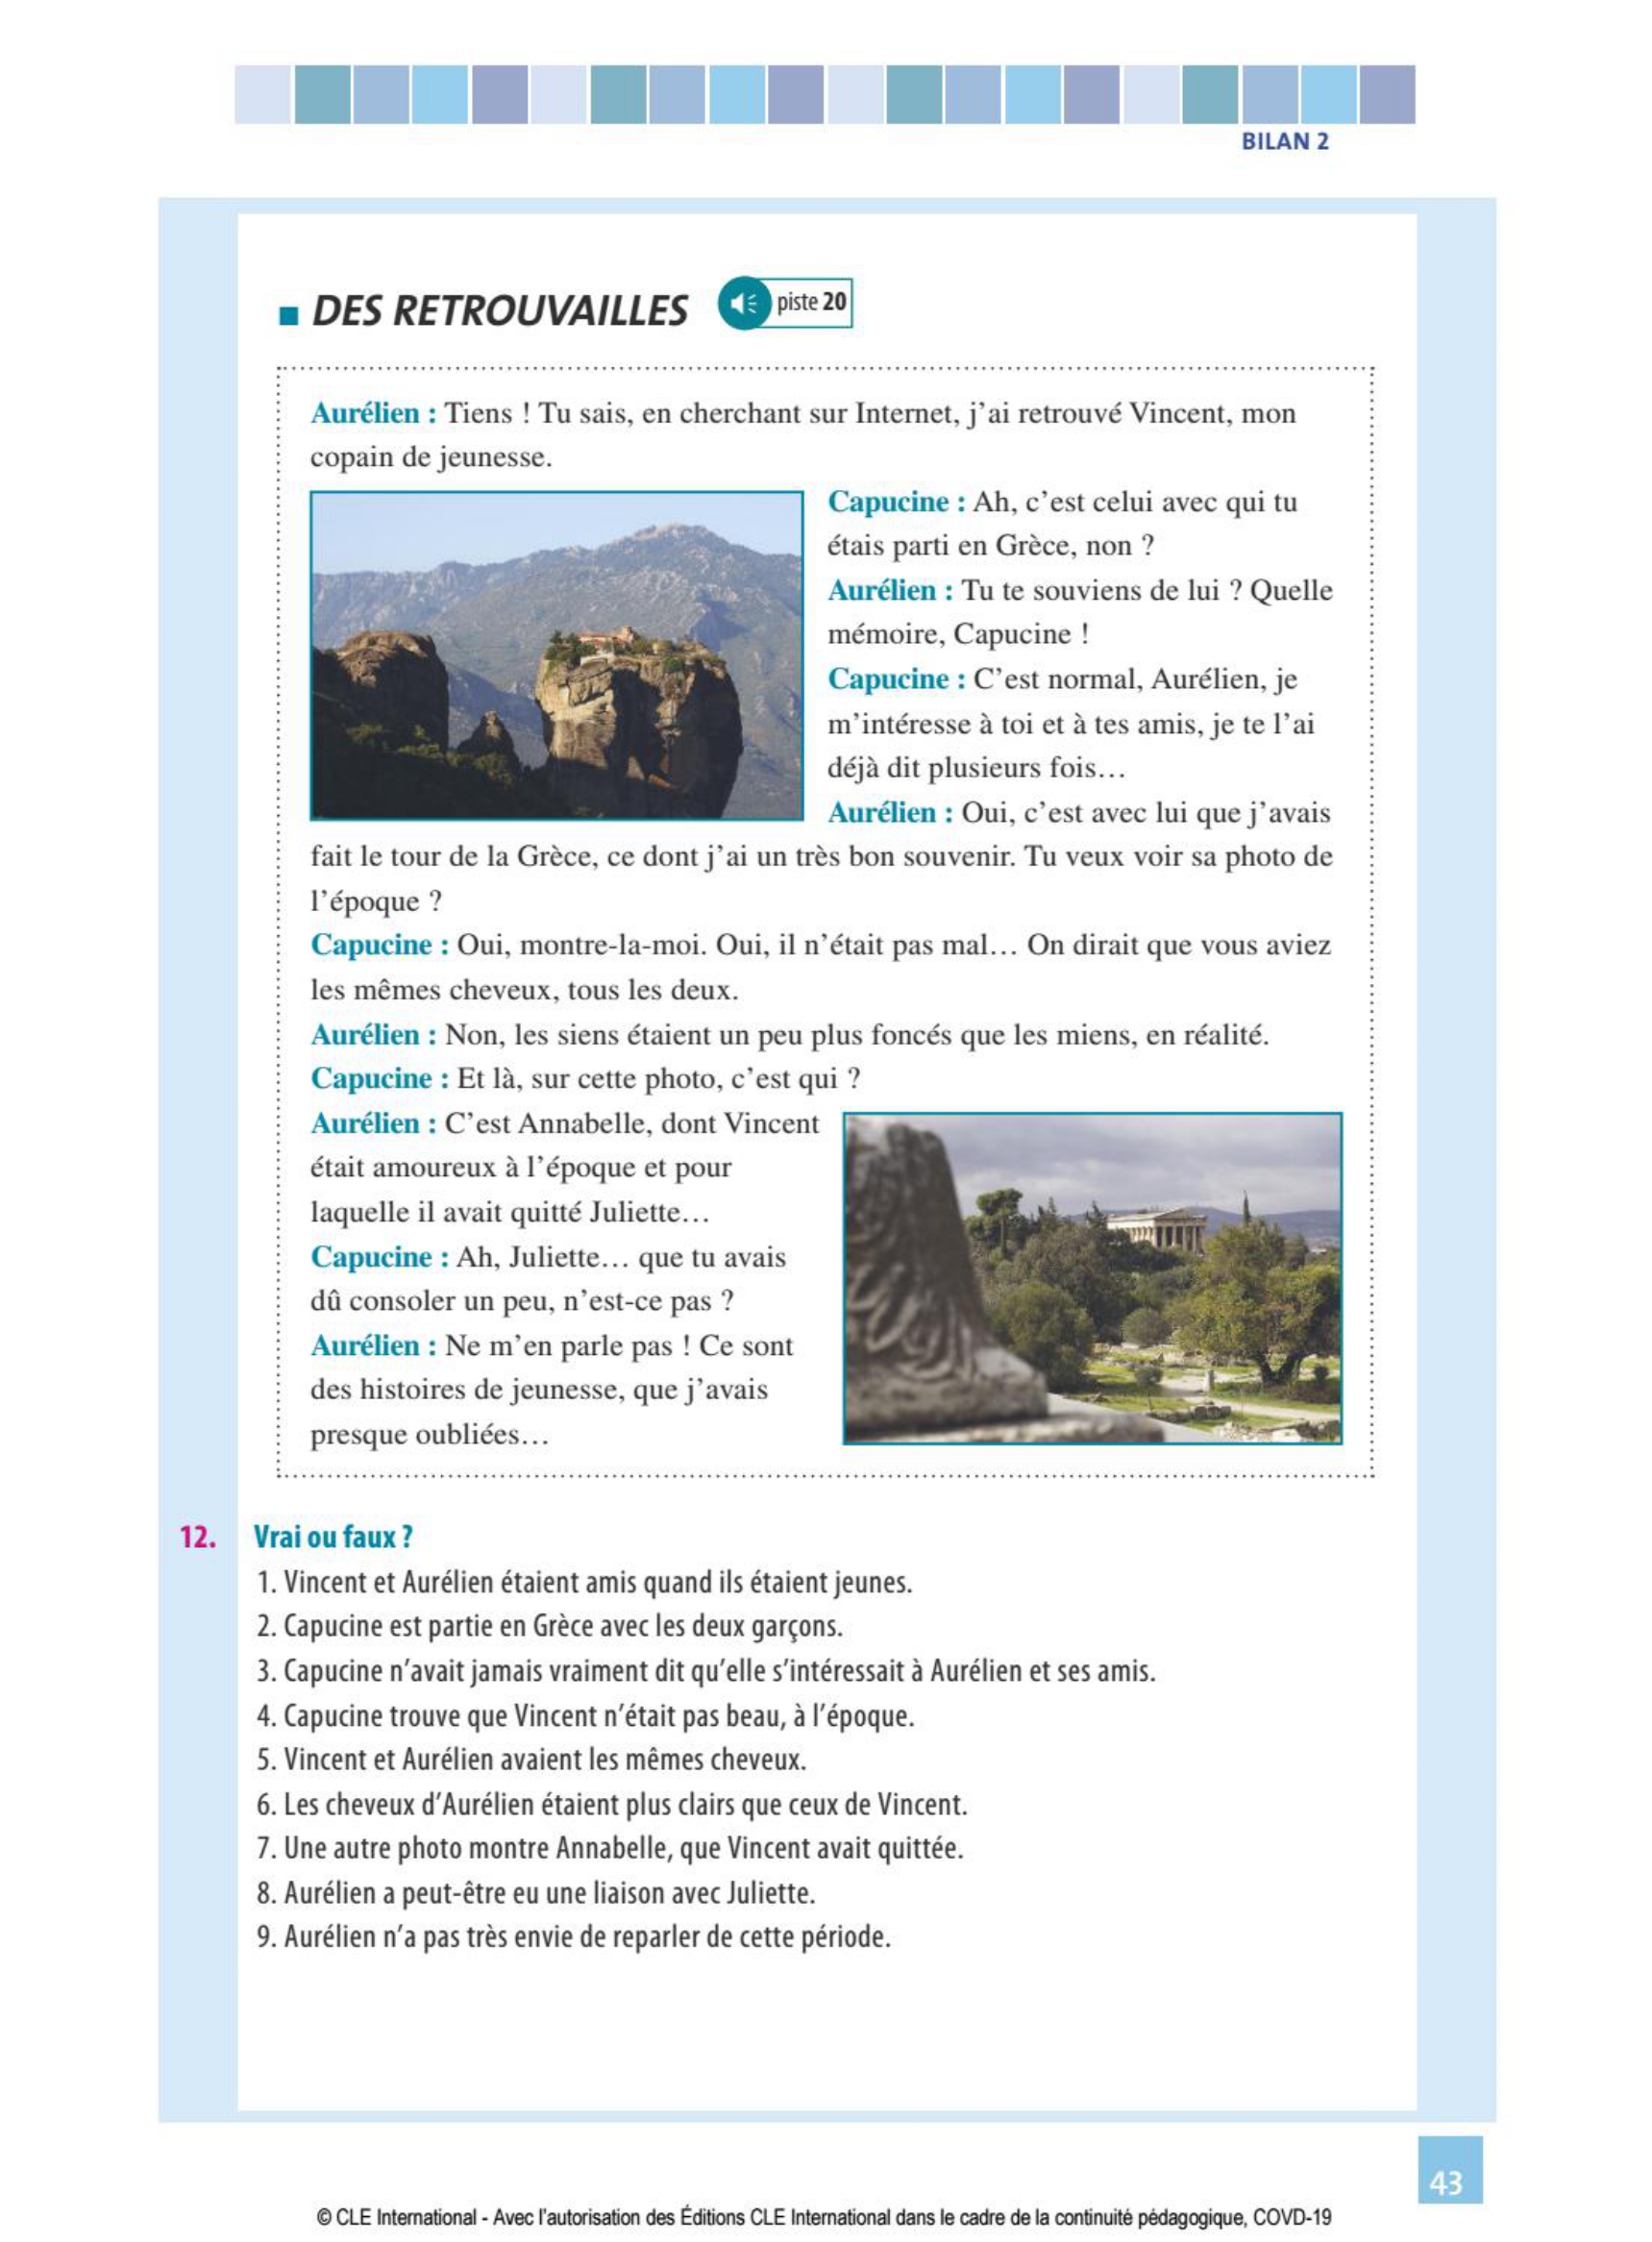 BILAN 2
DES RETROUVAILLES
piste 20
Aurélien : Tiens ! Tu sais, en cherchant sur Internet, j’ai retrouvé Vincent, mon
copain de jeunesse.
Capucine : Ah, c’est celui avec qui tu
étais parti en Grèce, non ?
Aurélien : Tu te souviens de lui ? Quelle
mémoire, Capucine !
Capucine : C’est normal, Aurélien, je
m’intéresse à toi et à tes amis, je te l’ai
déjà dit plusieurs fois…
Aurélien : Oui, c’est avec lui que j’avais
fait le tour de la Grèce, ce dont j’ai un très bon souvenir. Tu veux voir sa photo de
l’époque ?
Capucine : Oui, montre-la-moi. Oui, il n’était pas mal… On dirait que vous aviez
les mêmes cheveux, tous les deux.
Aurélien : Non, les siens étaient un peu plus foncés que les miens, en réalité.
Capucine : Et là, sur cette photo, c’est qui ?
Aurélien : C’est Annabelle, dont Vincent
était amoureux à l’époque et pour
laquelle il avait quitté Juliette…
Capucine : Ah, Juliette… que tu avais
dû consoler un peu, n’est-ce pas ?
Aurélien : Ne m’en parle pas ! Ce sont
des histoires de jeunesse, que j’avais
presque oubliées…
12. Vrai ou faux ?
1. Vincent et Aurélien étaient amis quand ils étaient jeunes.
2. Capucine est partie en Grèce avec les deux garçons.
3. Capucine n’avait jamais vraiment dit qu’elle s’intéressait à Aurélien et ses amis.
4. Capucine trouve que Vincent n’était pas beau, à l’époque.
5. Vincent et Aurélien avaient les mêmes cheveux.
6. Les cheveux d’Aurélien étaient plus clairs que ceux de Vincent.
7. Une autre photo montre Annabelle, que Vincent avait quittée.
8. Aurélien a peut-être eu une liaison avec Juliette.
9. Aurélien n’a pas très envie de reparler de cette période.
43
© CLE International - Avec l’autorisation des Éditions CLE International dans le cadre de la continuité pédagogique, COVD-19